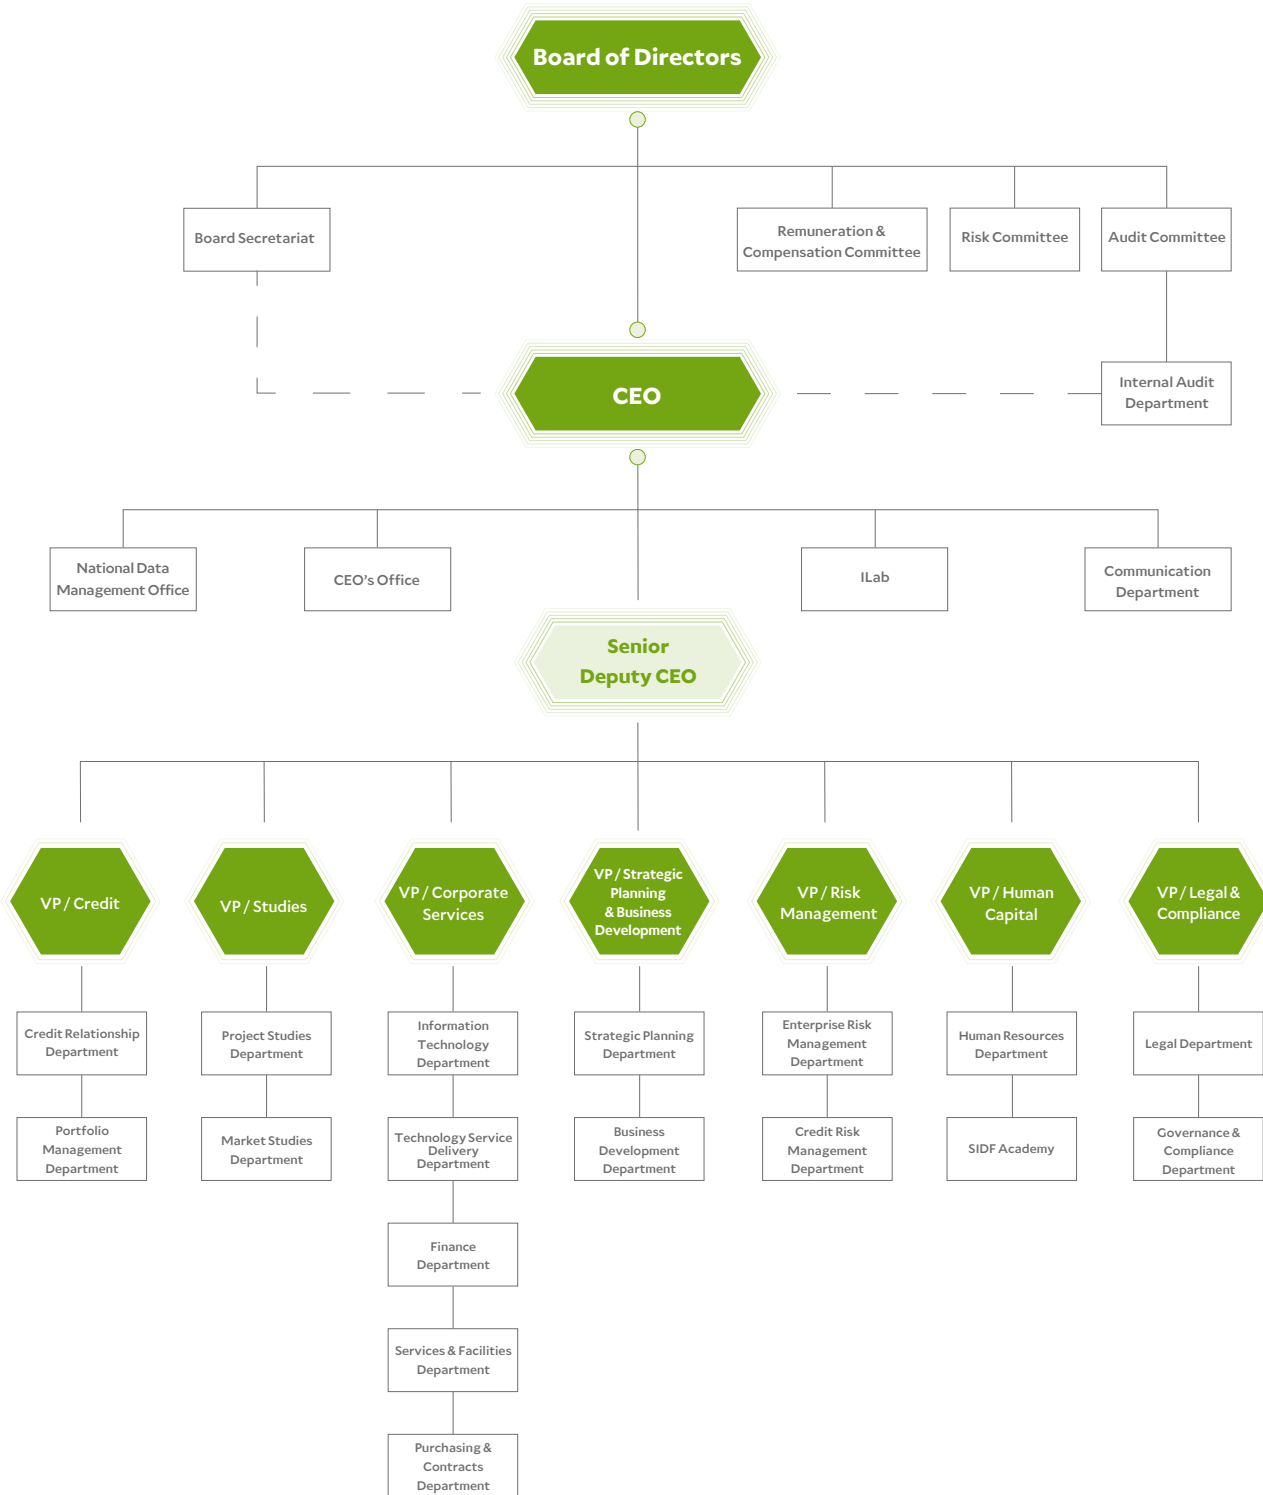 Board of Directors
Board Secretariat
Remuneration &
Compensation Committee
Risk Committee
Audit Committee
CEO
Internal Audit
Department
National Data
Management Office
CEO's Office
ILab
Communication
Department
Senior
Deputy CEO
VP / Credit
VP / Studies
VP / Corporate
Services
VP / Strategic
Planning
& Business
Development
VP / Risk
Management
VP / Human
Capital
VP / Legal &
Compliance
Credit Relationship
Department
Project Studies
Department
Information
Technology
Department
Strategic Planning
Department
Enterprise Risk
Management
Department
Human Resources
Department
Legal Department
Portfolio
Management
Department
Market Studies
Department
Technology Service
Delivery
Department
Business
Development
Department
Credit Risk
Management
Department
SIDF Academy
Governance &
Compliance
Department
Finance
Department
Services & Facilities
Department
Purchasing &
Contracts
Department